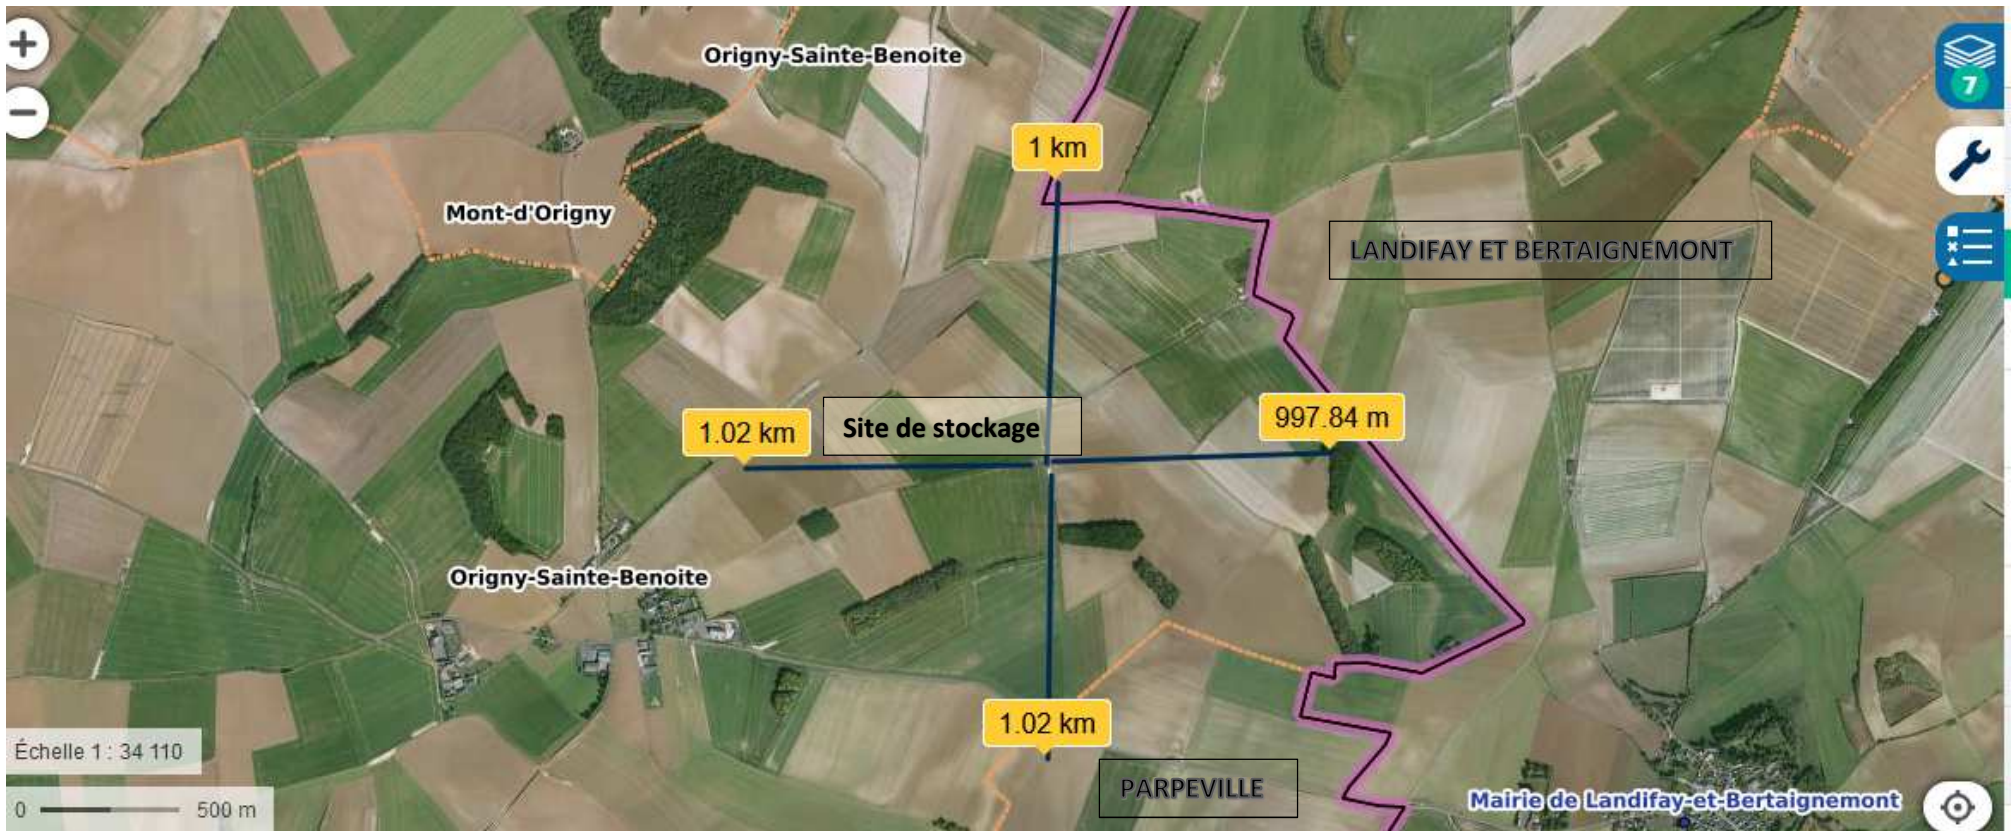 +
Origny-Sainte-Benoite
7
−
1 km
Mont-d'Origny
LANDIFAY ET BERTAIGNEMONT
1.02 km
Site de stockage
997.84 m
Origny-Sainte-Benoite
1.02 km
Échelle 1 : 34 110
PARPEVILLE
0 500 m
Mairie de Landifay-et-Bertaignemont